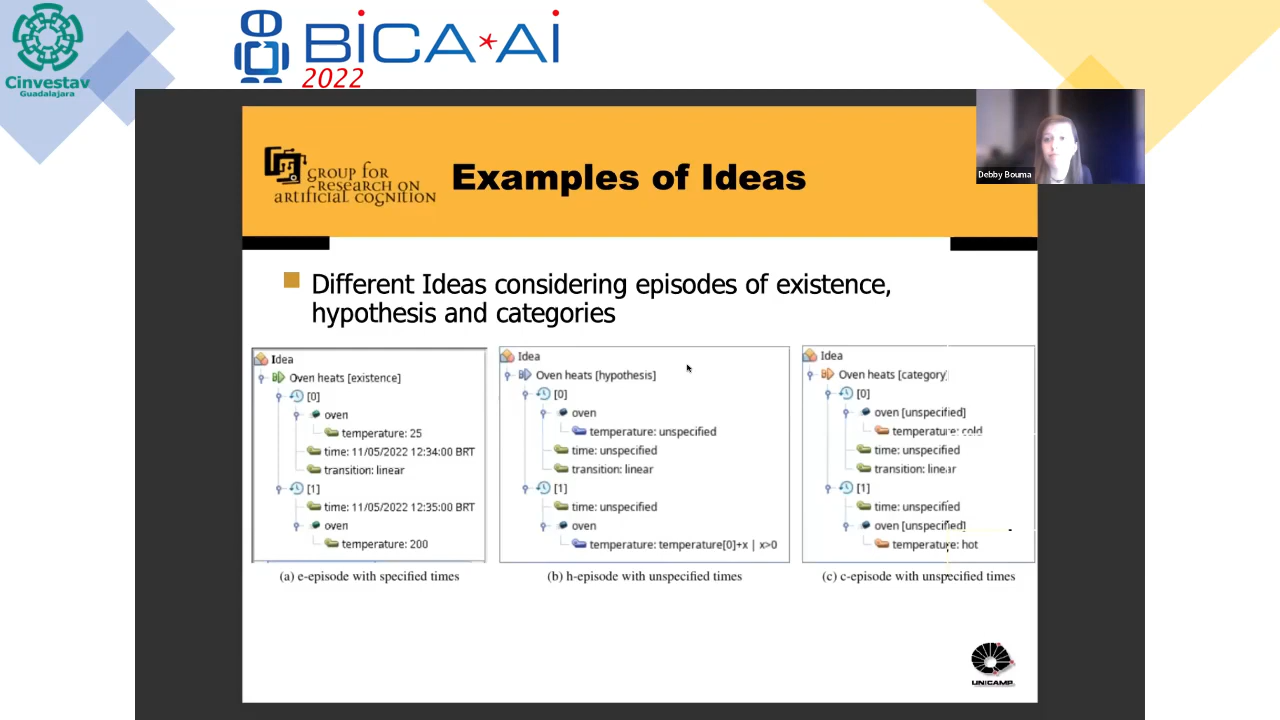 Cinvestav
Guadalajara
BiCA*Ai
2022
Debby Bouma
GROUP FOR
RESEARCH ON
ARTIFICIAL COGNITION
Examples of Ideas
Different Ideas considering episodes of existence,
hypothesis and categories
Idea
Oven heats [existence]
[0]
oven
temperature: 25
time: 11/05/2022 12:34:00 BRT
transition: linear
[1]
time: 11/05/2022 12:35:00 BRT
oven
temperature: 200
(a) e-episode with specified times
Idea
Oven heats [hypothesis]
[0]
oven
temperature: unspecified
time: unspecified
transition: linear
[1]
time: unspecified
oven
temperature: temperature[0]+x | x>0
(b) h-episode with unspecified times
Idea
Oven heats [category]
[0]
oven [unspecified]
temperature: cold
time: unspecified
transition: linear
[1]
time: unspecified
oven [unspecified]
temperature: hot
(c) c-episode with unspecified times
UNICAMP